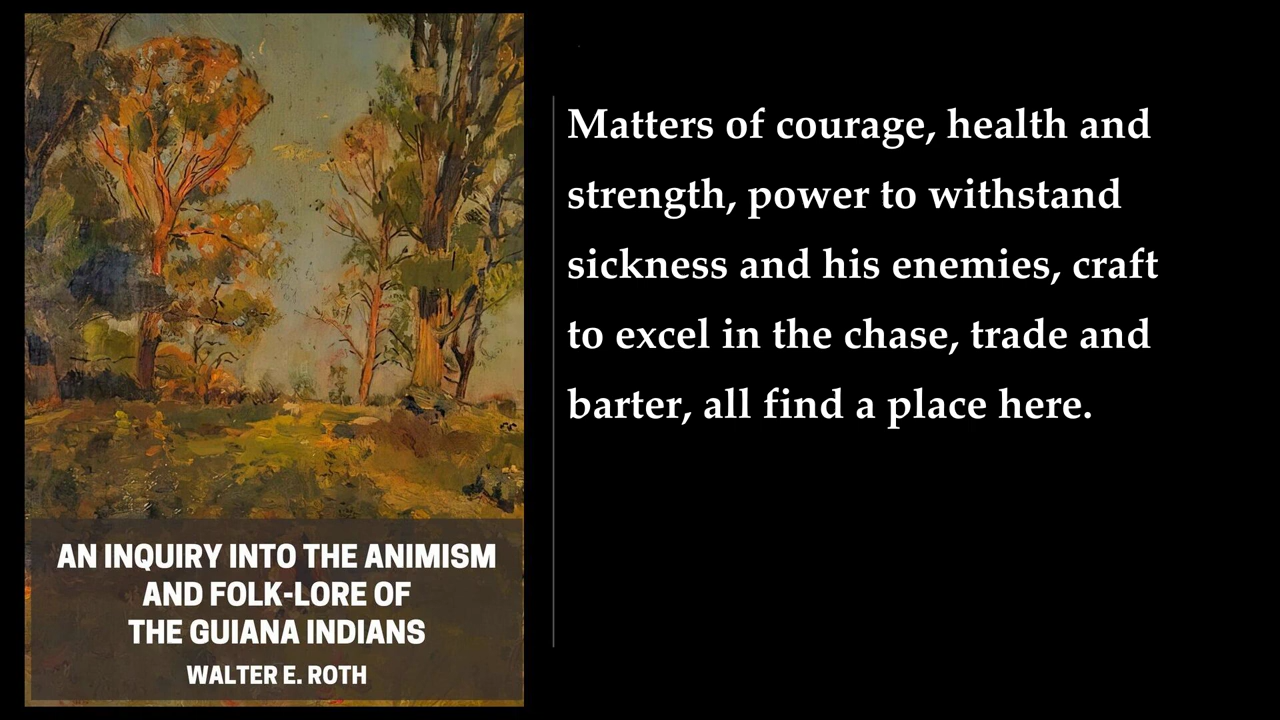 Matters of courage, health and
strength, power to withstand
sickness and his enemies, craft
to excel in the chase, trade and
barter, all find a place here.
AN INQUIRY INTO THE ANIMISM
AND FOLK-LORE OF
THE GUIANA INDIANS
WALTER E. ROTH